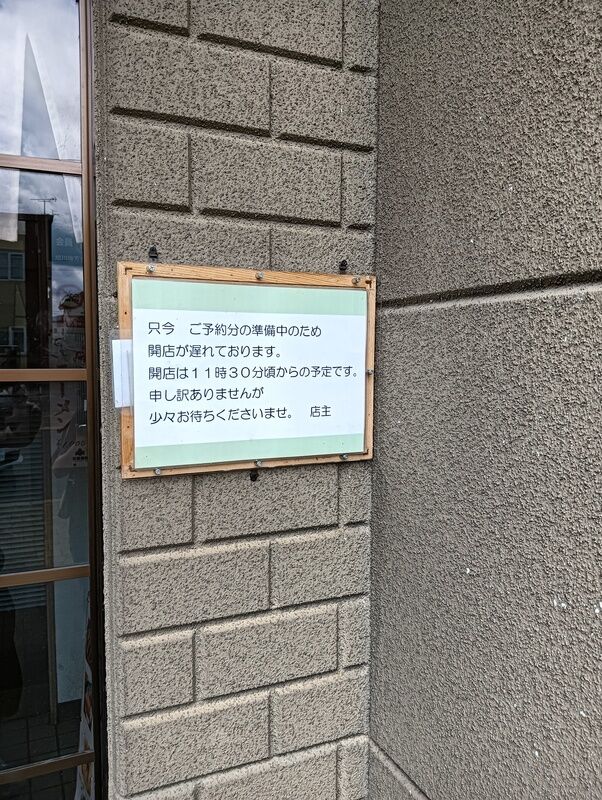 只今　ご予約分の準備中のため
開店が遅れております。
開店は１１時３０分頃からの予定です。
申し訳ありませんが
少々お待ちくださいませ。　店主
会員